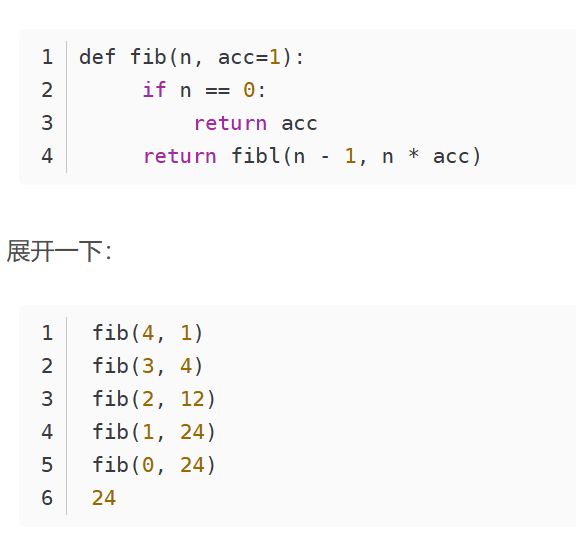 1 def fib(n, acc=1):
2 if n == 0:
3 return acc
4 return fibl(n - 1, n * acc)
展开一下：
1 fib(4, 1)
2 fib(3, 4)
3 fib(2, 12)
4 fib(1, 24)
5 fib(0, 24)
6 24